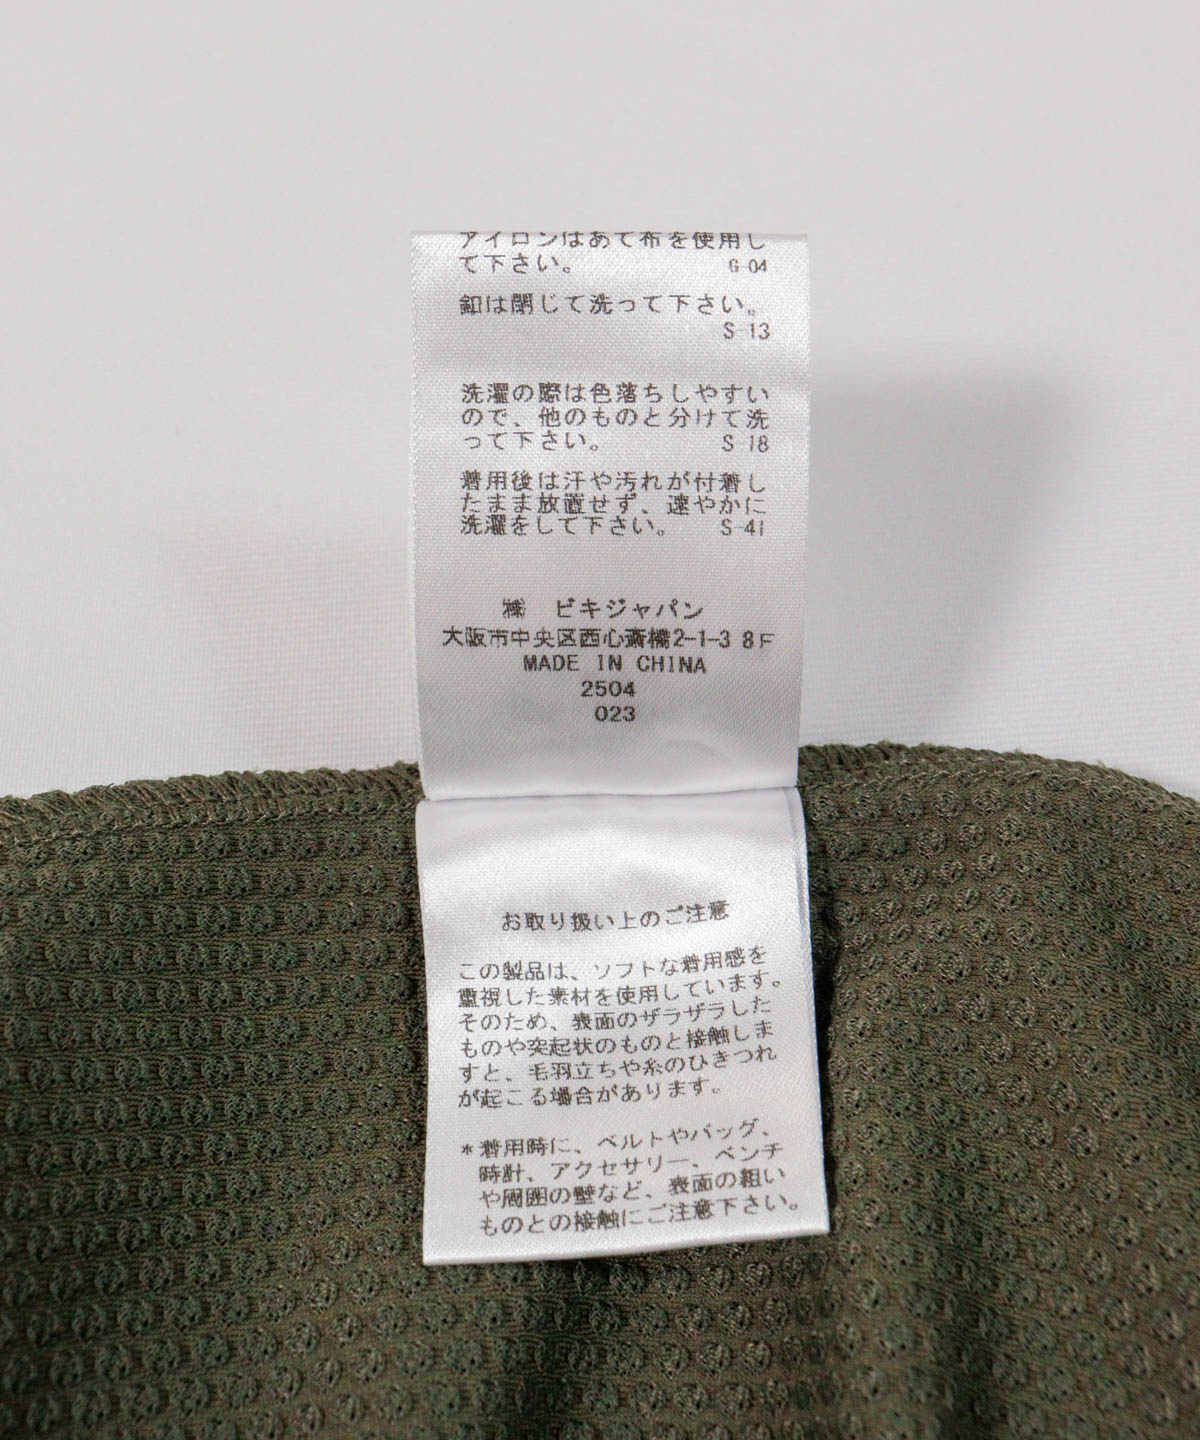 アイロンはあて布を使用し
て下さい。 G-04
釦は閉じて洗って下さい。
S-13
洗濯の際は色落ちしやすい
ので、他のものと分けて洗
って下さい。 S-18
着用後は汗や汚れが付着し
たまま放置せず、速やかに
洗濯をして下さい。 S-41
㈱ ビキジャパン
大阪市中央区西心斎橋2-1-3 8F
MADE IN CHINA
2504
023
お取り扱い上のご注意
この製品は、ソフトな着用感を
重視した素材を使用しています。
そのため、表面のザラザラした
ものや突起状のものと接触しま
すと、毛羽立ちや糸のひきつれ
が起こる場合があります。
*着用時に、ベルトやバッグ、
時計、アクセサリー、ベンチ
や周囲の壁など、表面の粗い
ものとの接触にご注意下さい。